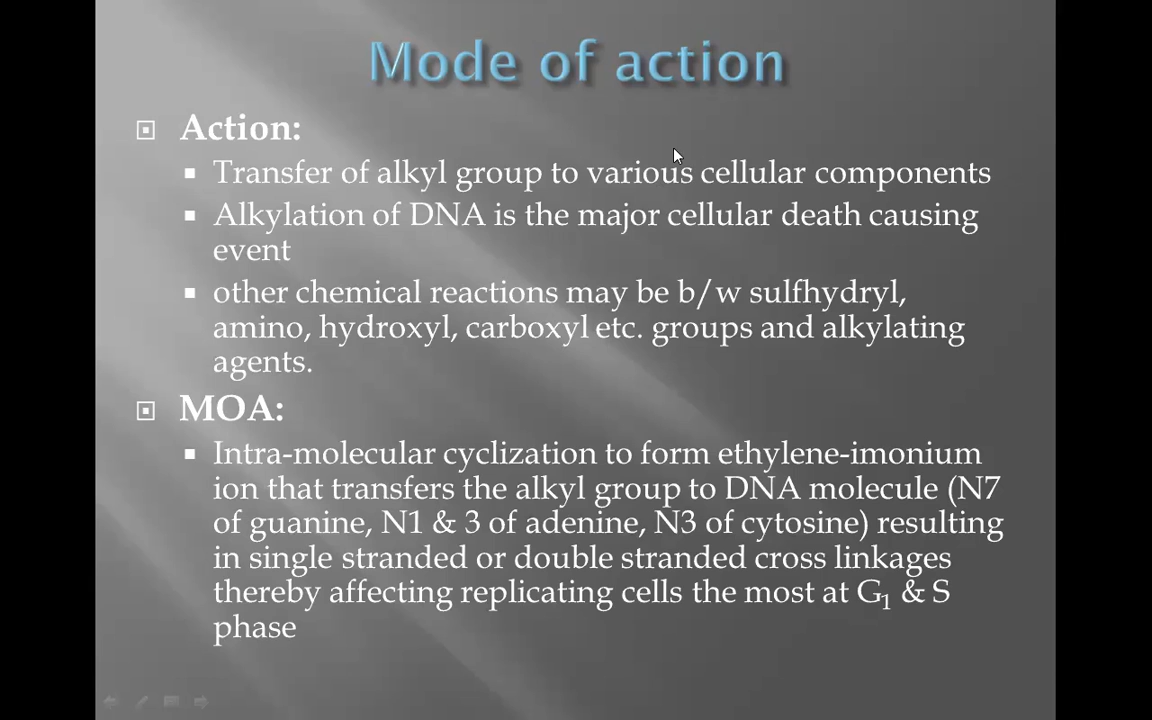 Mode of action
Action:
Transfer of alkyl group to various cellular components
Alkylation of DNA is the major cellular death causing
event
other chemical reactions may be b/w sulfhydryl,
amino, hydroxyl, carboxyl etc. groups and alkylating
agents.
MOA:
Intra-molecular cyclization to form ethylene-imonium
ion that transfers the alkyl group to DNA molecule (N7
of guanine, N1 & 3 of adenine, N3 of cytosine) resulting
in single stranded or double stranded cross linkages
thereby affecting replicating cells the most at G₁ & S
phase